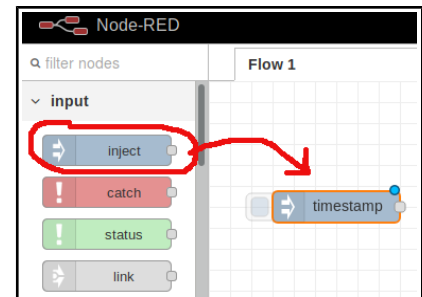 Node-RED
filter nodes
Flow 1
input
inject
catch
timestamp
status
link